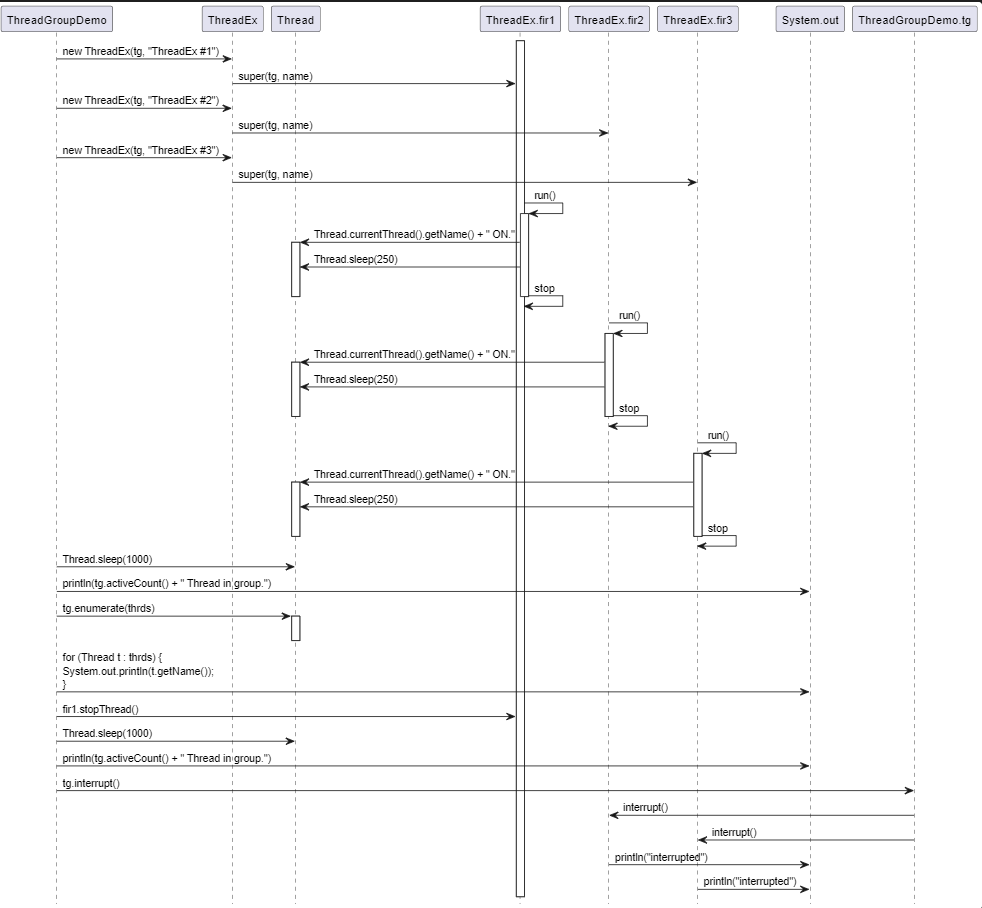 ThreadGroupDemo
ThreadEx
Thread
ThreadEx.fir1
ThreadEx.fir2
ThreadEx.fir3
System.out
ThreadGroupDemo.tg
new ThreadEx(tg, "ThreadEx #1")
super(tg, name)
new ThreadEx(tg, "ThreadEx #2")
super(tg, name)
new ThreadEx(tg, "ThreadEx #3")
super(tg, name)
run()
Thread.currentThread().getName() + " ON."
Thread.sleep(250)
stop
run()
Thread.currentThread().getName() + " ON."
Thread.sleep(250)
stop
run()
Thread.currentThread().getName() + " ON."
Thread.sleep(250)
stop
Thread.sleep(1000)
println(tg.activeCount() + " Thread in group.")
tg.enumerate(thrds)
for (Thread t : thrds) {
System.out.println(t.getName());
}
fir1.stopThread()
Thread.sleep(1000)
println(tg.activeCount() + " Thread in group.")
tg.interrupt()
interrupt()
interrupt()
println("interrupted")
println("interrupted")